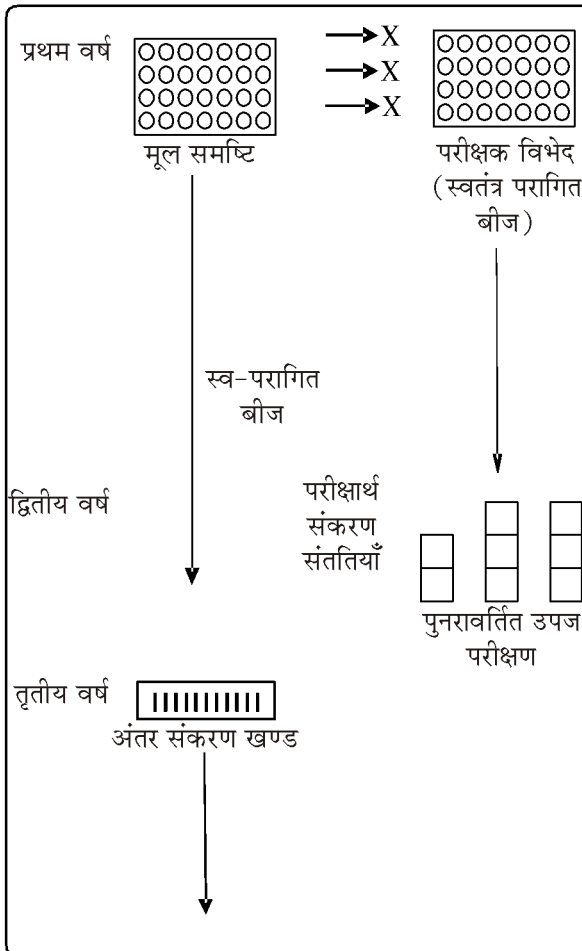 प्रथम वर्ष
X
X
X
मूल समष्टि
परीक्षक विभेद
(स्वतंत्र परागित
बीज)
स्व-परागित
बीज
द्वितीय वर्ष
परीक्षार्थ
संकरण
संततियाँ
पुनरावर्तित उपज
परीक्षण
तृतीय वर्ष
अंतर संकरण खण्ड